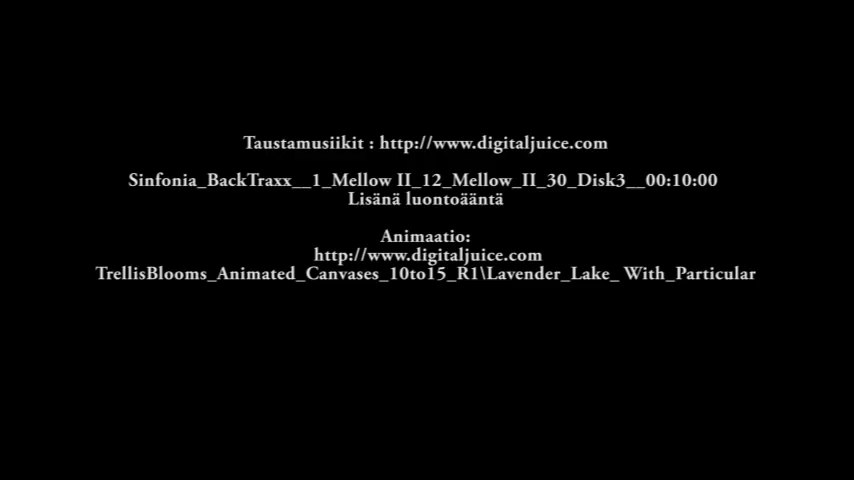 Taustamusiikit : http://www.digitaljuice.com
Sinfonia_BackTraxx__1_Mellow II_12_Mellow_II_30_Disk3__00:10:00
Lisänä luontoääntä
Animaatio:
http://www.digitaljuice.com
TrellisBlooms_Animated_Canvases_10to15_R1\Lavender_Lake_ With_Particular